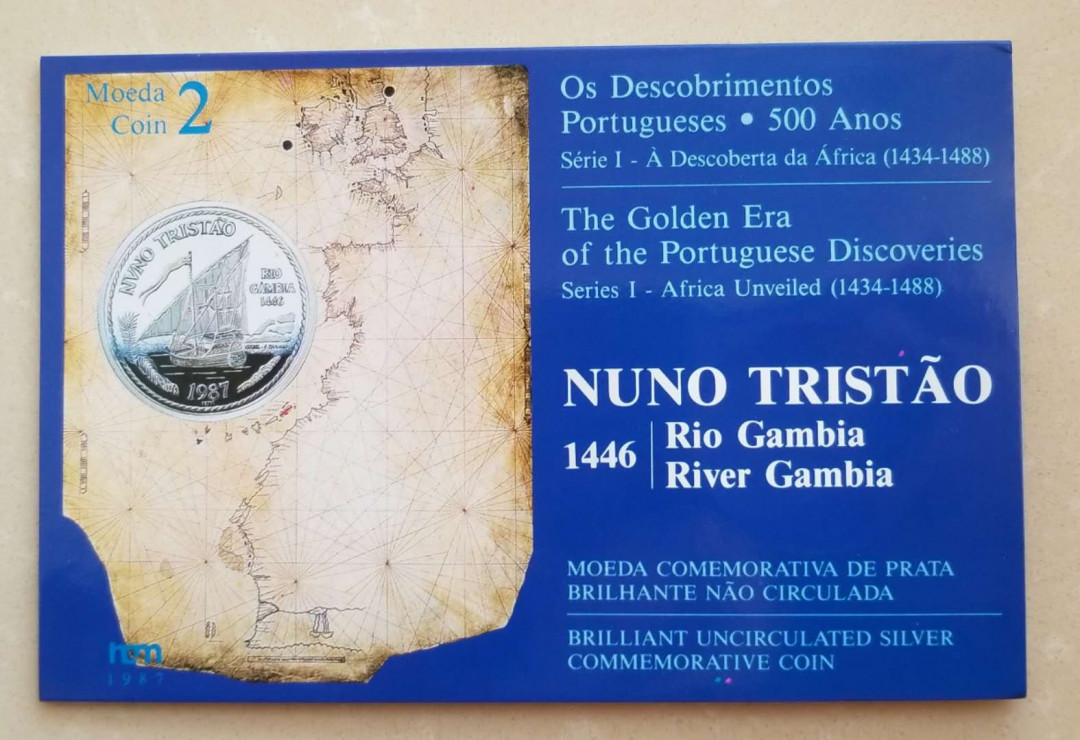 Moeda
Coin 2
NVNO TRISTÃO
RIO
GÂMBIA
1446
1987
1987
Os Descobrimentos
Portugueses • 500 Anos
Série I - À Descoberta da África (1434-1488)
The Golden Era
of the Portuguese Discoveries
Series I - Africa Unveiled (1434-1488)
NUNO TRISTÃO
1446
Rio Gambia
River Gambia
MOEDA COMEMORATIVA DE PRATA
BRILHANTE NÃO CIRCULADA
BRILLIANT UNCIRCULATED SILVER
COMMEMORATIVE COIN